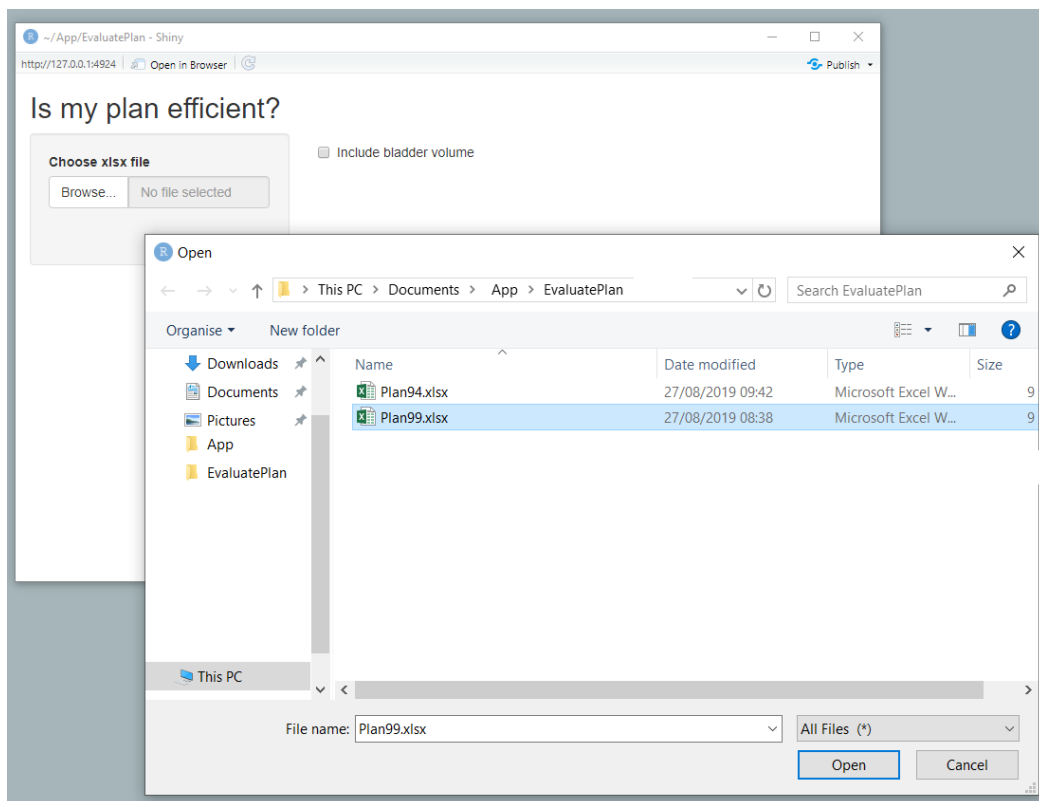 R ~/App/EvaluatePlan - Shiny
http://127.0.0.1:4924 Open in Browser Publish
Is my plan efficient?
Choose xlsx file
Browse... No file selected
Include bladder volume
R Open
This PC > Documents > App > EvaluatePlan Search EvaluatePlan
Organise New folder ?
Downloads
Documents
Pictures
App
EvaluatePlan
This PC
Name Date modified Type Size
Plan94.xlsx 27/08/2019 09:42 Microsoft Excel W... 9
Plan99.xlsx 27/08/2019 08:38 Microsoft Excel W... 9
File name: Plan99.xlsx All Files (*)
Open Cancel